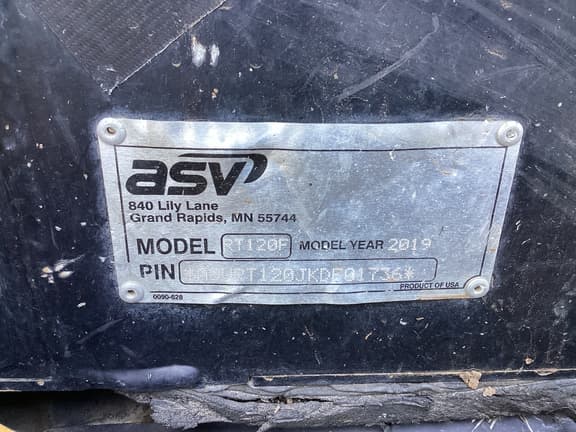 asv
840 Lily Lane
Grand Rapids, MN 55744
MODEL RT120F MODEL YEAR 2019
PIN
PRODUCT OF USA
0090-628